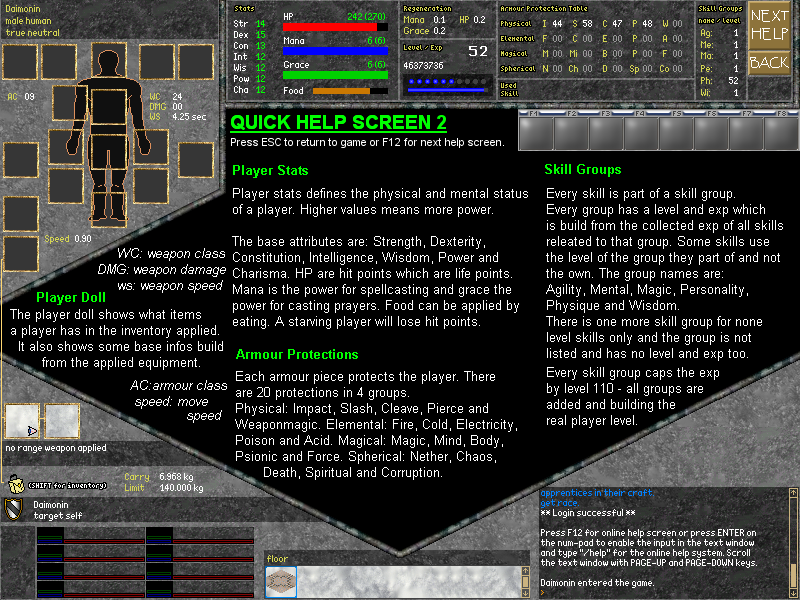 Daimonin
male human
true neutral
AC 09
WC 24
DMG .00
WS 4.25 sec
Speed 0.90
Stats
Str 14
Dex 15
Con 13
Int 12
Wis 12
Pow 12
Cha 12
HP 242 (270)
Mana 6 (6)
Grace 6 (6)
Food
Regeneration
Mana 0.1 HP 0.2
Grace 0.2
Level / Exp
52
46373736
Used
Skill
Armour Protection Table
Physical I 44 S 58 C 47 P 48 W 00
Elemental F 00 C 00 E 00 P 00 A 00
Magical M 00 Mi 00 B 00 P 00 F 00
Spherical N 00 Ch 00 D 00 Sp 00 Co 00
Skill Groups
name / level
Ag: 1
Me: 1
Ma: 1
Pe: 1
Ph: 52
Wi: 1
NEXT
HELP
BACK
F1 F2 F3 F4 F5 F6 F7 F8
QUICK HELP SCREEN 2
Press ESC to return to game or F12 for next help screen.
Player Stats
Player stats defines the physical and mental status
of a player. Higher values means more power.
The base attributes are: Strength, Dexterity,
Constitution, Intelligence, Wisdom, Power and
Charisma. HP are hit points which are life points.
Mana is the power for spellcasting and grace the
power for casting prayers. Food can be applied by
eating. A starving player will lose hit points.
Armour Protections
Each armour piece protects the player. There
are 20 protections in 4 groups.
Physical: Impact, Slash, Cleave, Pierce and
Weaponmagic. Elemental: Fire, Cold, Electricity,
Poison and Acid. Magical: Magic, Mind, Body,
Psionic and Force. Spherical: Nether, Chaos,
Death, Spiritual and Corruption.
Skill Groups
Every skill is part of a skill group.
Every group has a level and exp which
is build from the collected exp of all skills
releated to that group. Some skills use
the level of the group they part of and not
the own. The group names are:
Agility, Mental, Magic, Personality,
Physique and Wisdom.
There is one more skill group for none
level skills only and the group is not
listed and has no level and exp too.
Every skill group caps the exp
by level 110 - all groups are
added and building the
real player level.
WC: weapon class
DMG: weapon damage
ws: weapon speed
Player Doll
The player doll shows what items
a player has in the inventory applied.
It also shows some base infos build
from the applied equipment.
AC:armour class
speed: move
speed
no range weapon applied
(SHIFT for inventory)
Carry 6.968 kg
Limit 140.000 kg
Daimonin
target self
floor
apprentices in their craft
get race
** Login successful **
Press F12 for online help screen or press ENTER on
the num-pad to enable the input in the text window
and type "/help" for the online help system. Scroll
the text window with PAGE-UP and PAGE-DOWN keys.
Daimonin entered the game.
>